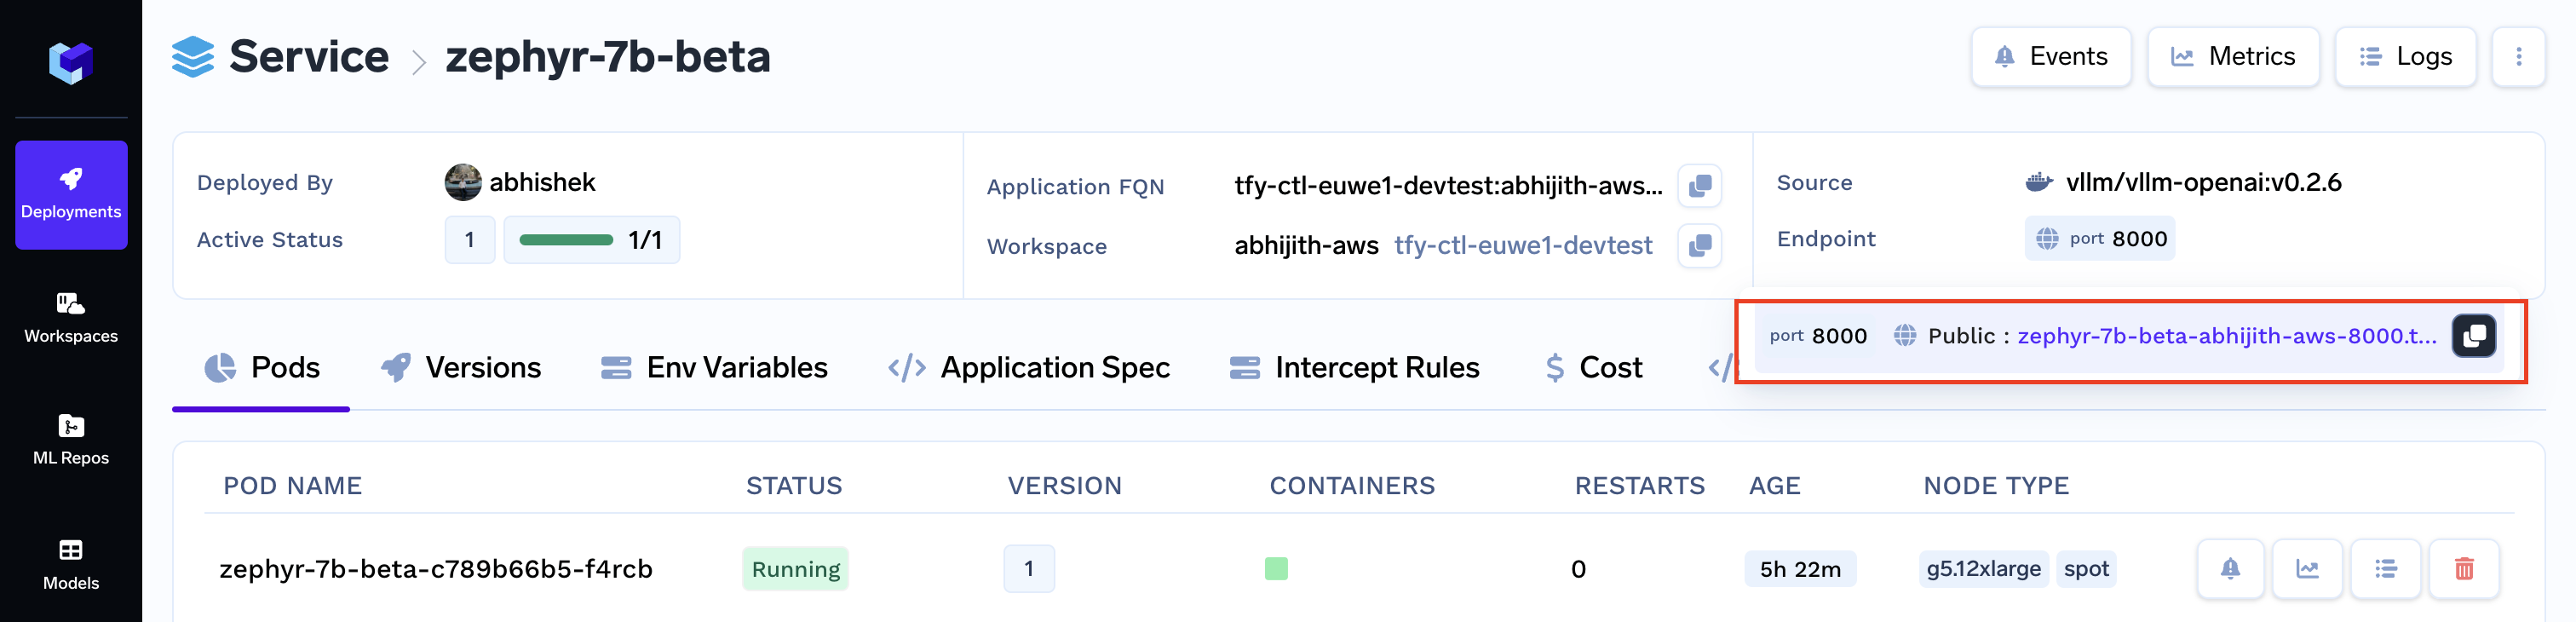 Service > zephyr-7b-beta
Events
Metrics
Logs
Deployments
Workspaces
ML Repos
Models
Deployed By
abhishek
Active Status
1
1/1
Application FQN
tfy-ctl-euwe1-devtest:abhijith-aws...
Workspace
abhijith-aws tfy-ctl-euwe1-devtest
Source
vllm/vllm-openai:v0.2.6
Endpoint
port 8000
port 8000 Public : zephyr-7b-beta-abhijith-aws-8000.t...
Pods
Versions
Env Variables
</> Application Spec
Intercept Rules
$ Cost
</
POD NAME STATUS VERSION CONTAINERS RESTARTS AGE NODE TYPE
zephyr-7b-beta-c789b66b5-f4rcb Running 1 0 5h 22m g5.12xlarge spot